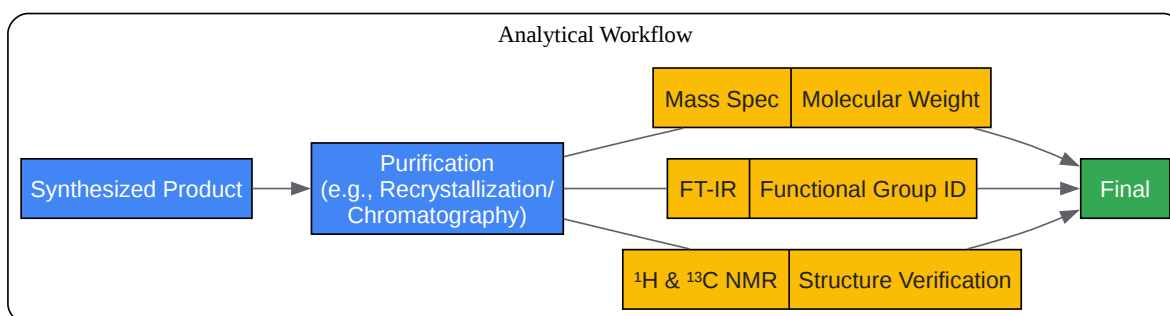 Analytical Workflow
Synthesized Product
Purification
(e.g., Recrystallization/
Chromatography)
Mass Spec
Molecular Weight
FT-IR
Functional Group ID
¹H & ¹³C NMR
Structure Verification
Final